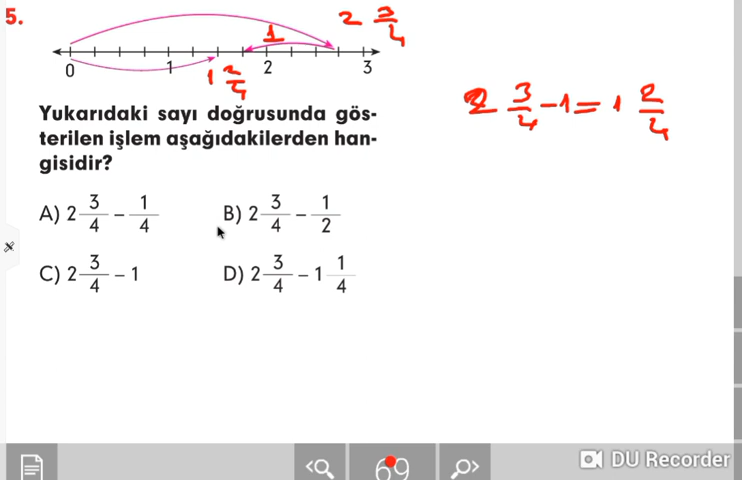 5.
2 3/4
1
0 1 2 3
1 2/4
2 3/4 - 1 = 1 2/4
Yukarıdaki sayı doğrusunda gös-
terilen işlem aşağıdakilerden han-
gisidir?
A) 2 3/4 - 1/4 B) 2 3/4 - 1/2
C) 2 3/4 - 1 D) 2 3/4 - 1 1/4
69
DU Recorder